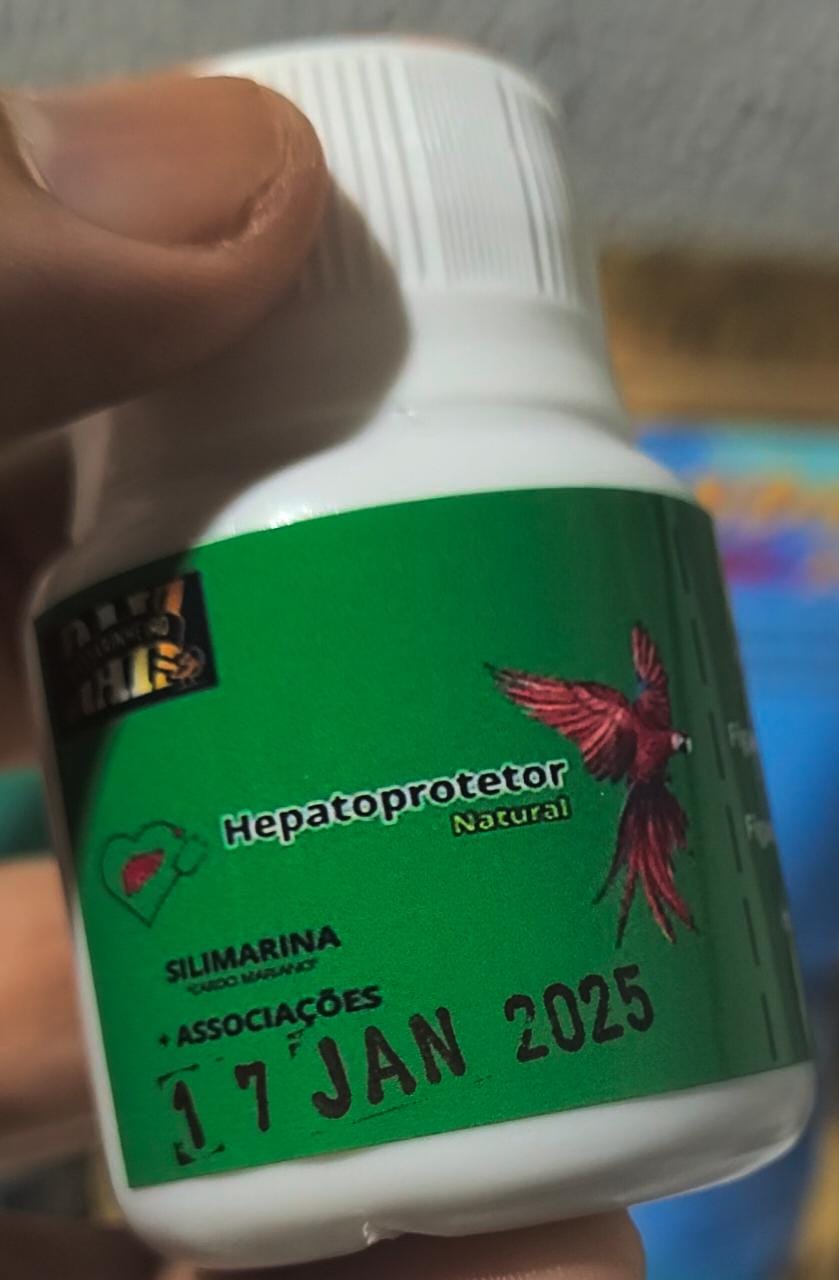 Hepatoprotetor
Natural
SILIMARINA
"CARDO MARIANO"
+ ASSOCIAÇÕES
17 JAN 2025